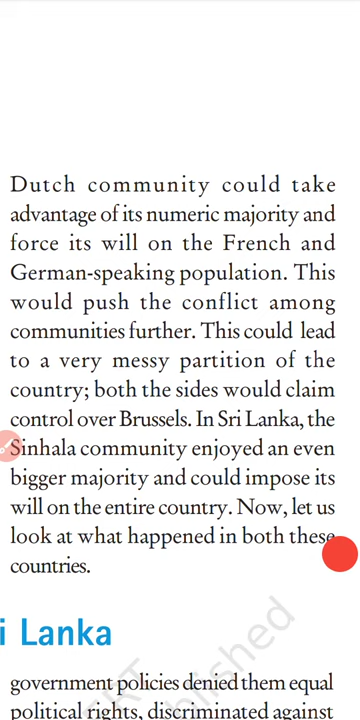 Dutch community could take
advantage of its numeric majority and
force its will on the French and
German-speaking population. This
would push the conflict among
communities further. This could lead
to a very messy partition of the
country; both the sides would claim
control over Brussels. In Sri Lanka, the
Sinhala community enjoyed an even
bigger majority and could impose its
will on the entire country. Now, let us
look at what happened in both these
countries.
i Lanka
government policies denied them equal
political rights, discriminated against